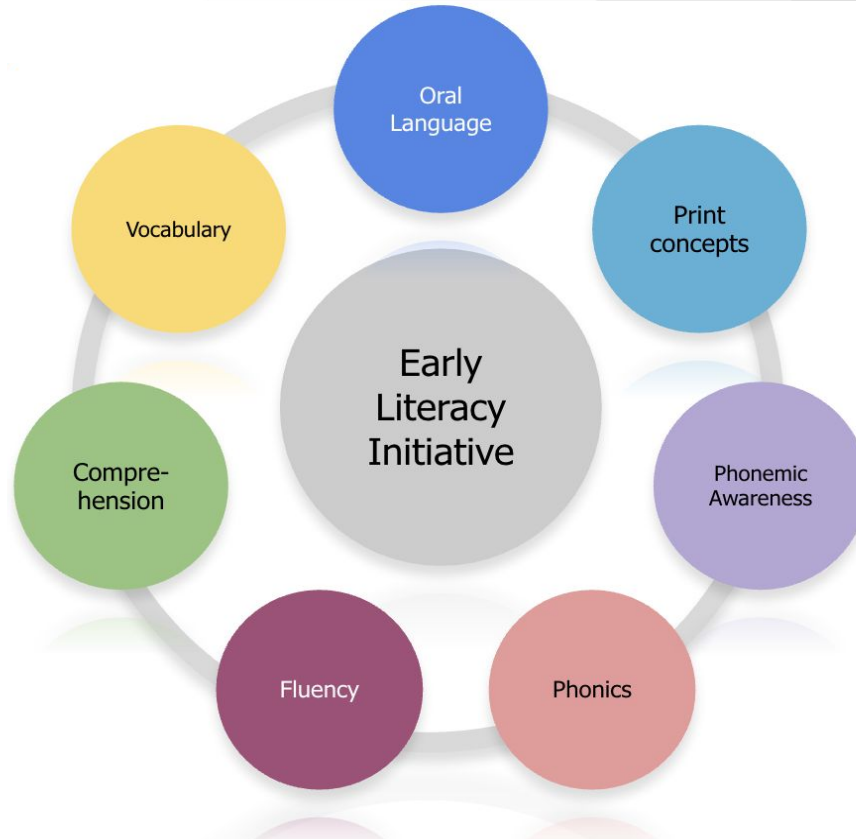 Oral
Language
Print
concepts
Phonemic
Awareness
Phonics
Fluency
Compre-
hension
Vocabulary
Early
Literacy
Initiative